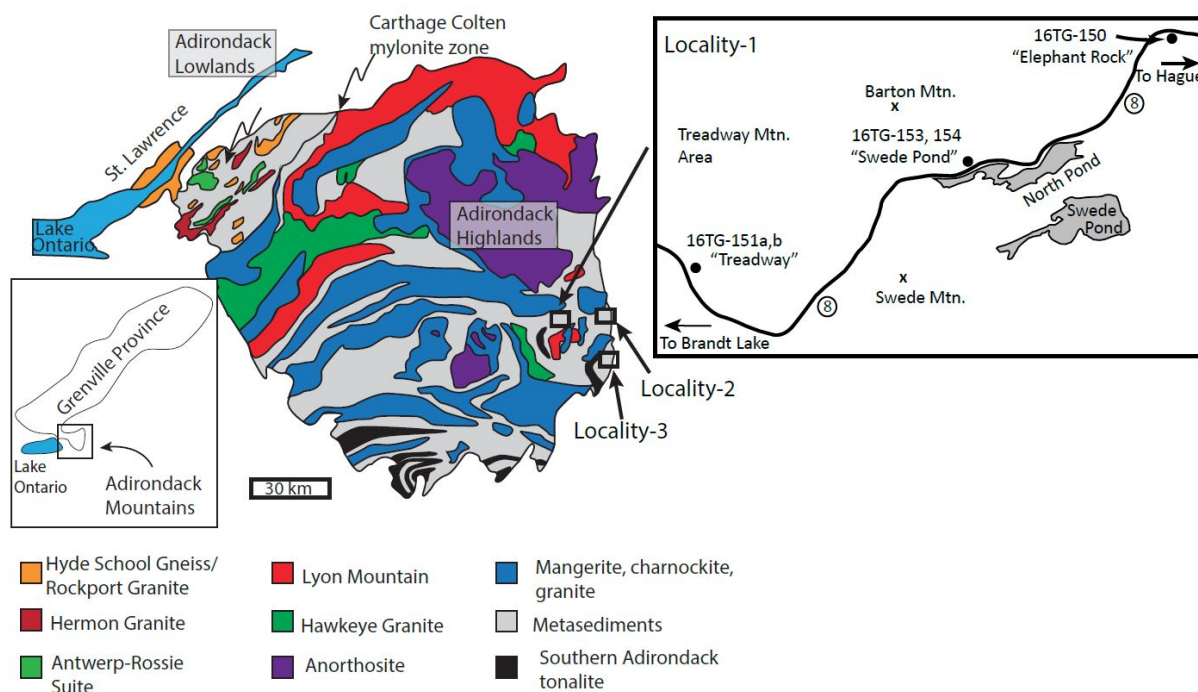 Adirondack
Lowlands
Carthage Colten
mylonite zone
St. Lawrence
Lake
Ontario
Adirondack
Highlands
Locality-2
Locality-3
30 km
Grenville Province
Lake
Ontario
Adirondack
Mountains
Locality-1
16TG-150
"Elephant Rock"
To Hague
8
Barton Mtn.
x
Treadway Mtn.
Area
16TG-153, 154
"Swede Pond"
North Pond
Swede
Pond
16TG-151a,b
"Treadway"
x
Swede Mtn.
8
To Brandt Lake
Hyde School Gneiss/
Rockport Granite
Hermon Granite
Antwerp-Rossie
Suite
Lyon Mountain
Hawkeye Granite
Anorthosite
Mangerite, charnockite,
granite
Metasediments
Southern Adirondack
tonalite